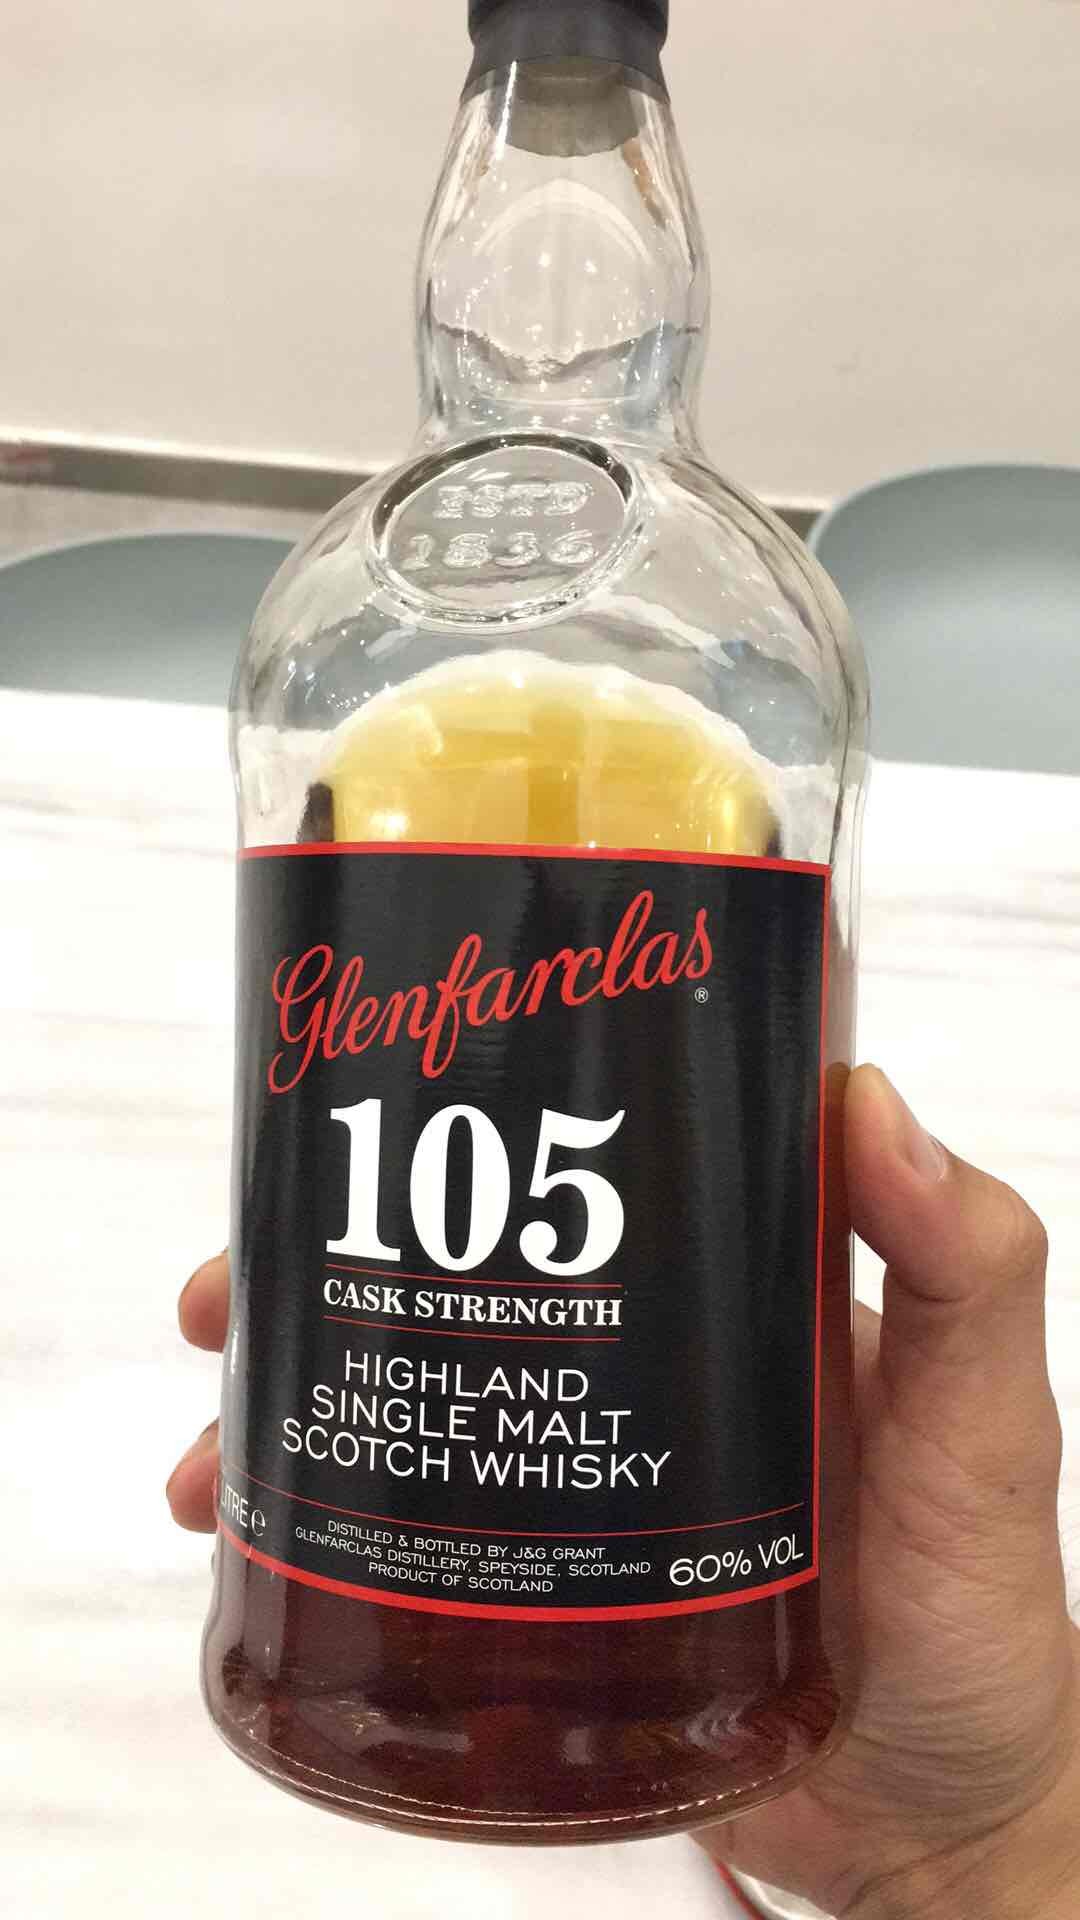 ESTD
1836
Glenfarclas
®
105
CASK STRENGTH
HIGHLAND
SINGLE MALT
SCOTCH WHISKY
LITRE ℮
DISTILLED & BOTTLED BY J&G GRANT
GLENFARCLAS DISTILLERY, SPEYSIDE, SCOTLAND
PRODUCT OF SCOTLAND
60% VOL